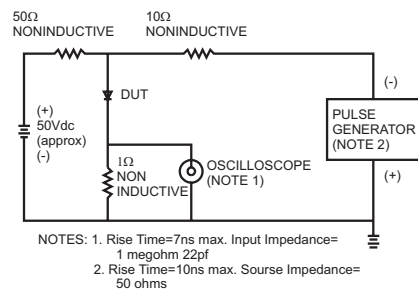 50Ω
NONINDUCTIVE
10Ω
NONINDUCTIVE
DUT
(+)
50Vdc
(approx)
(-)
1Ω
NON
INDUCTIVE
OSCILLOSCOPE
(NOTE 1)
(-)
PULSE
GENERATOR
(NOTE 2)
(+)
NOTES: 1. Rise Time=7ns max. Input Impedance=
1 megohm 22pf
2. Rise Time=10ns max. Sourse Impedance=
50 ohms